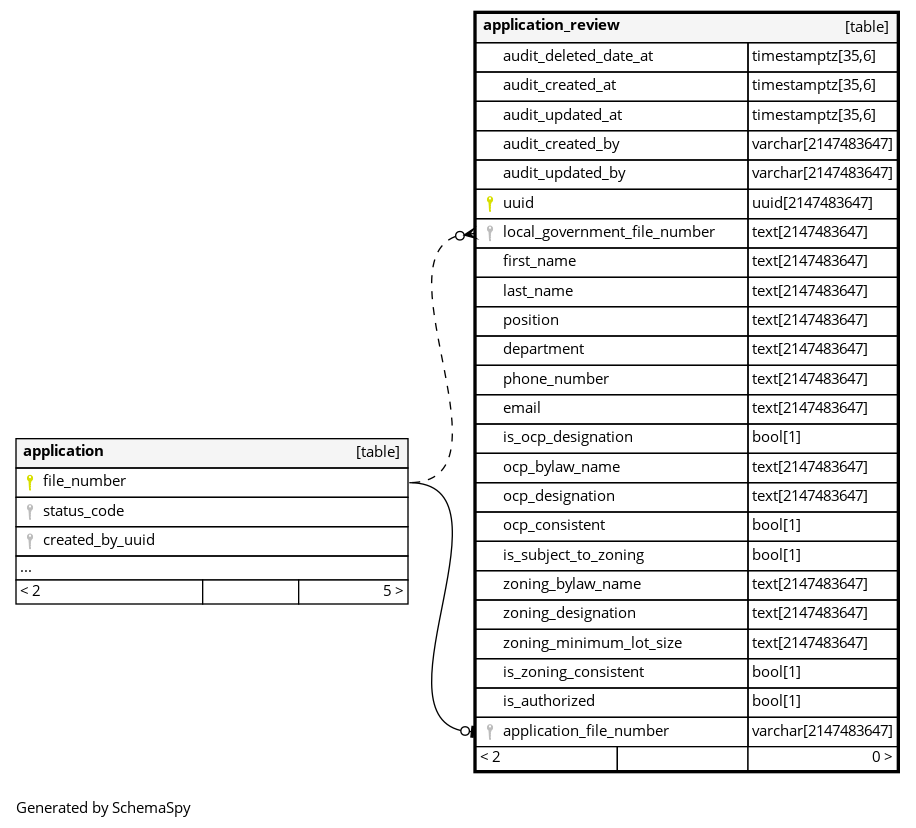 application_review [table]
audit_deleted_date_at timestamptz[35,6]
audit_created_at timestamptz[35,6]
audit_updated_at timestamptz[35,6]
audit_created_by varchar[2147483647]
audit_updated_by varchar[2147483647]
uuid uuid[2147483647]
local_government_file_number text[2147483647]
first_name text[2147483647]
last_name text[2147483647]
position text[2147483647]
department text[2147483647]
phone_number text[2147483647]
email text[2147483647]
is_ocp_designation bool[1]
ocp_bylaw_name text[2147483647]
ocp_designation text[2147483647]
ocp_consistent bool[1]
is_subject_to_zoning bool[1]
zoning_bylaw_name text[2147483647]
zoning_designation text[2147483647]
zoning_minimum_lot_size text[2147483647]
is_zoning_consistent bool[1]
is_authorized bool[1]
application_file_number varchar[2147483647]
< 2 0 >
application [table]
file_number
status_code
created_by_uuid
...
< 2 5 >
Generated by SchemaSpy